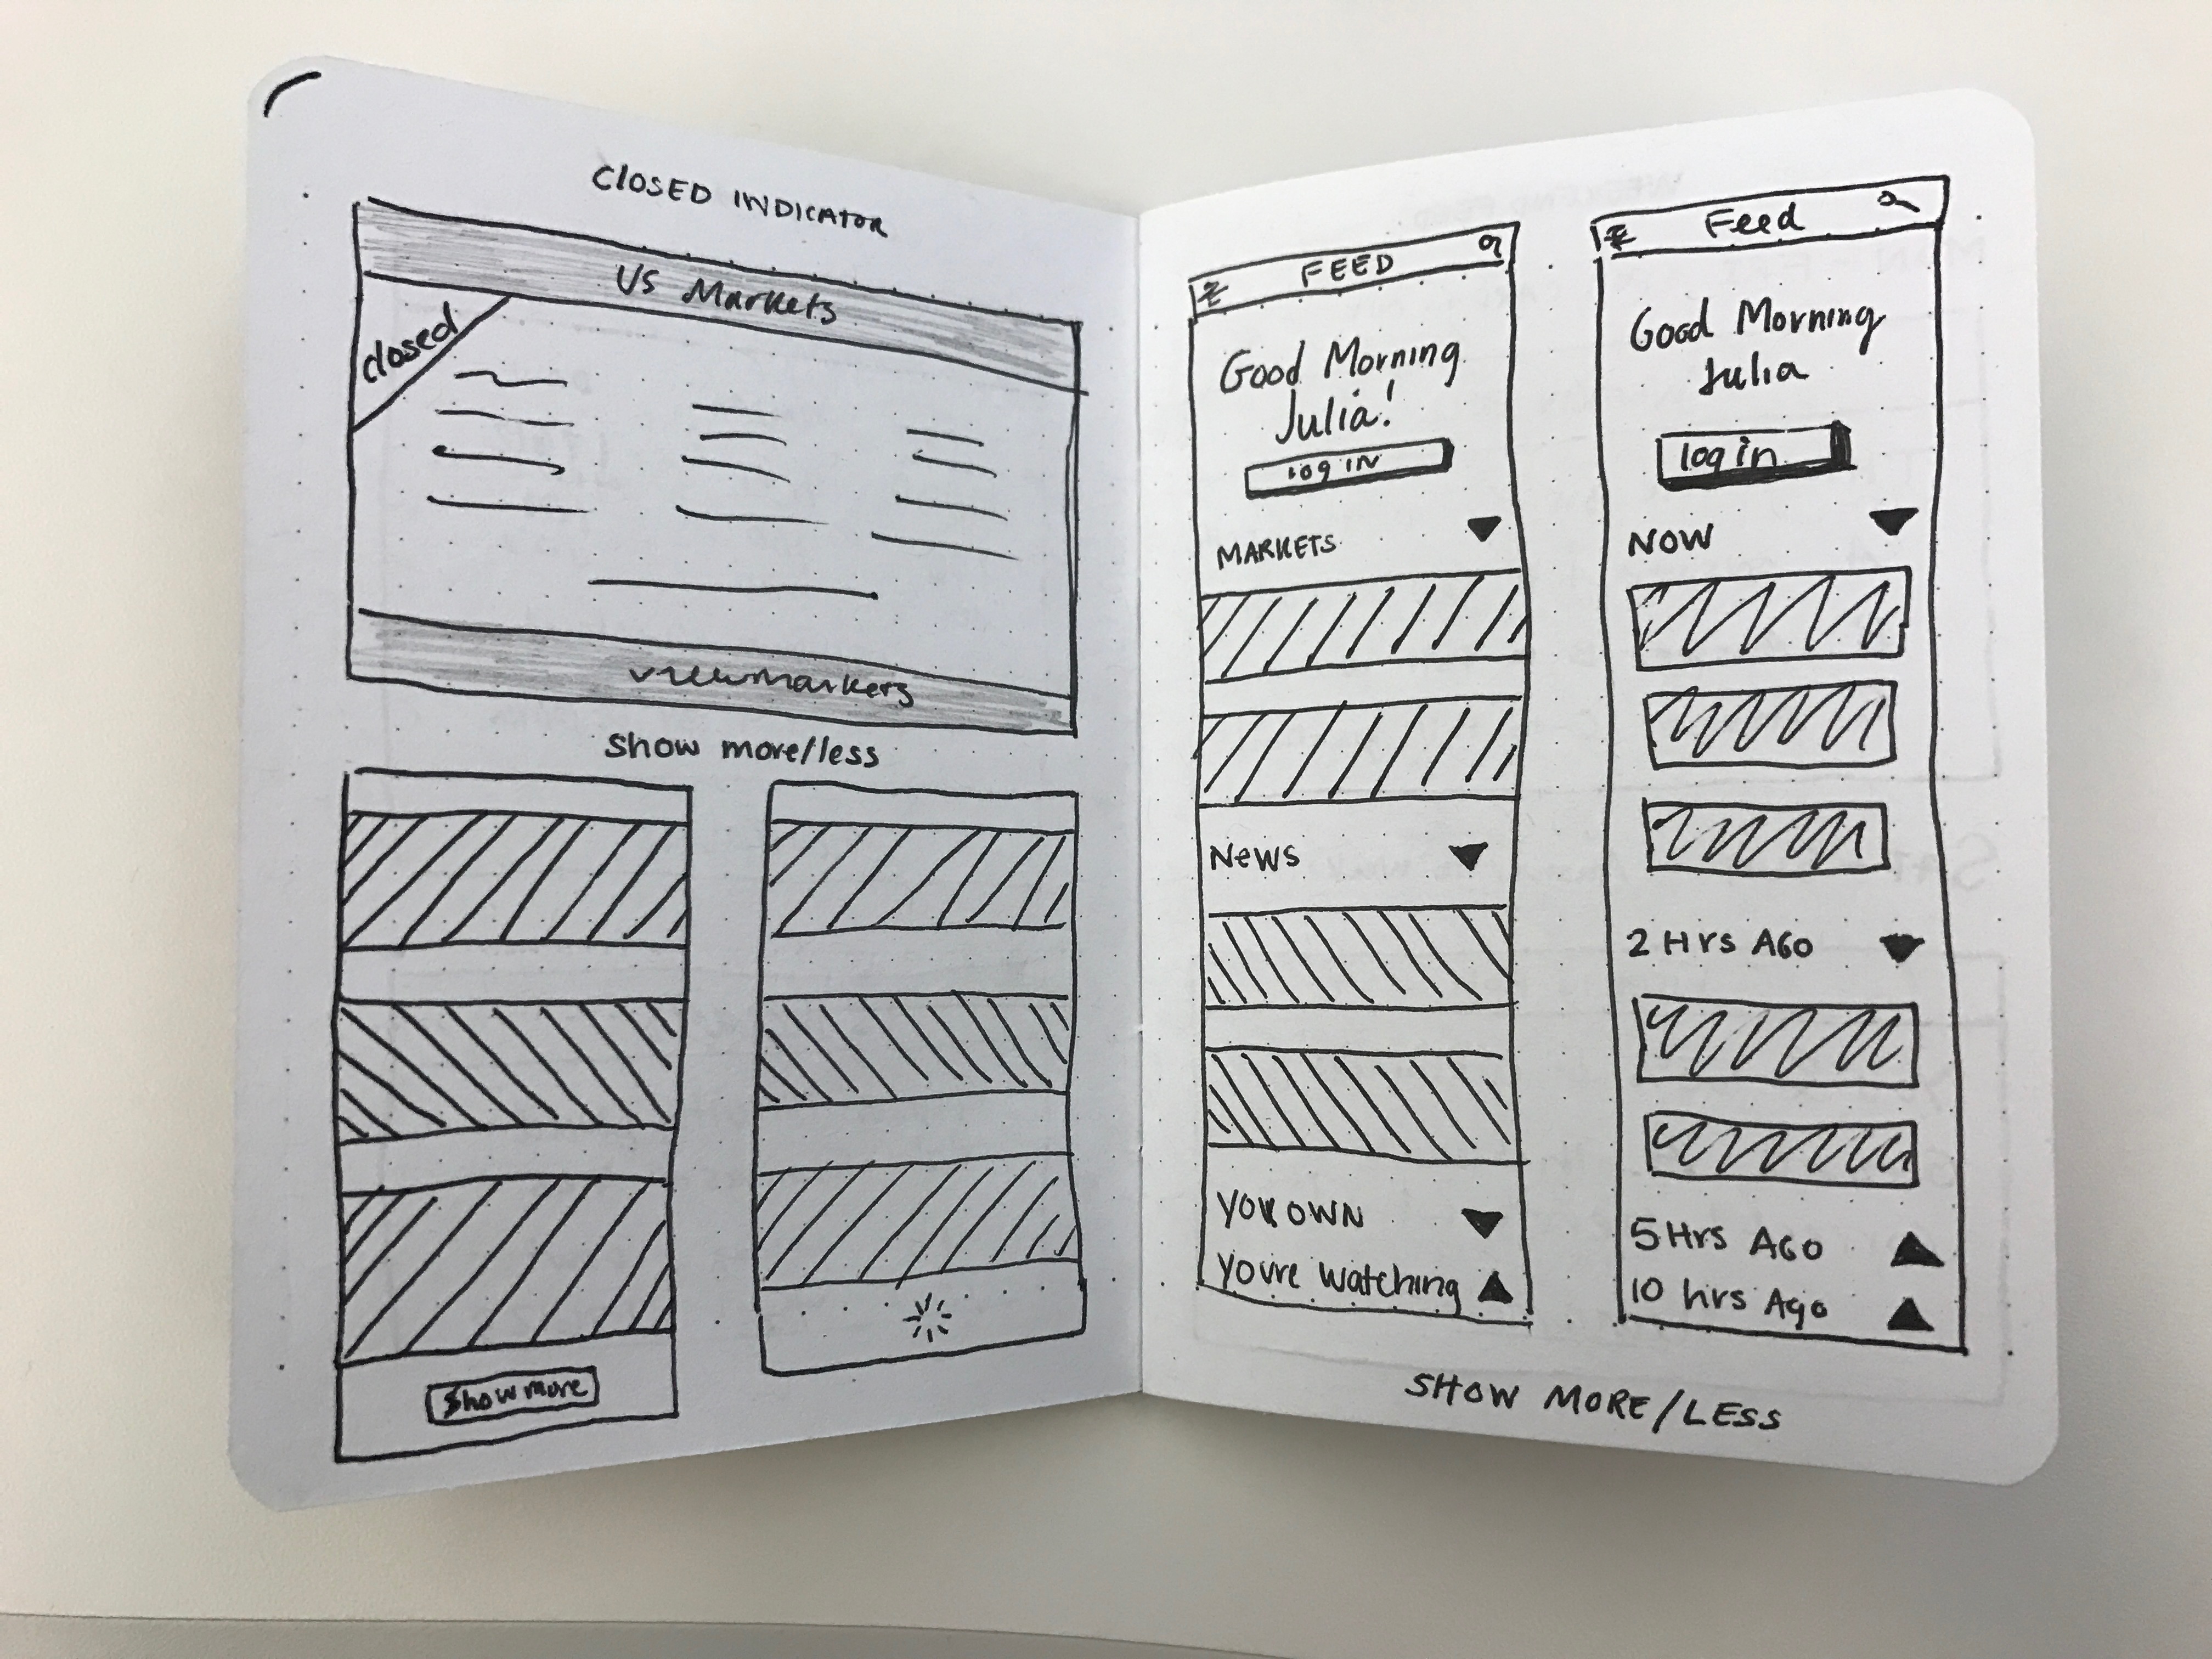 CLOSED INDICATOR
US Markets
closed
view markets
Show more/less
Show more
FEED
Good Morning
Julia!
LOG IN
MARKETS
News
YOU OWN
You're watching
Feed
Good Morning
Julia
log in
NOW
2 Hrs AGO
5 Hrs AGO
10 hrs Ago
SHOW MORE/LESS